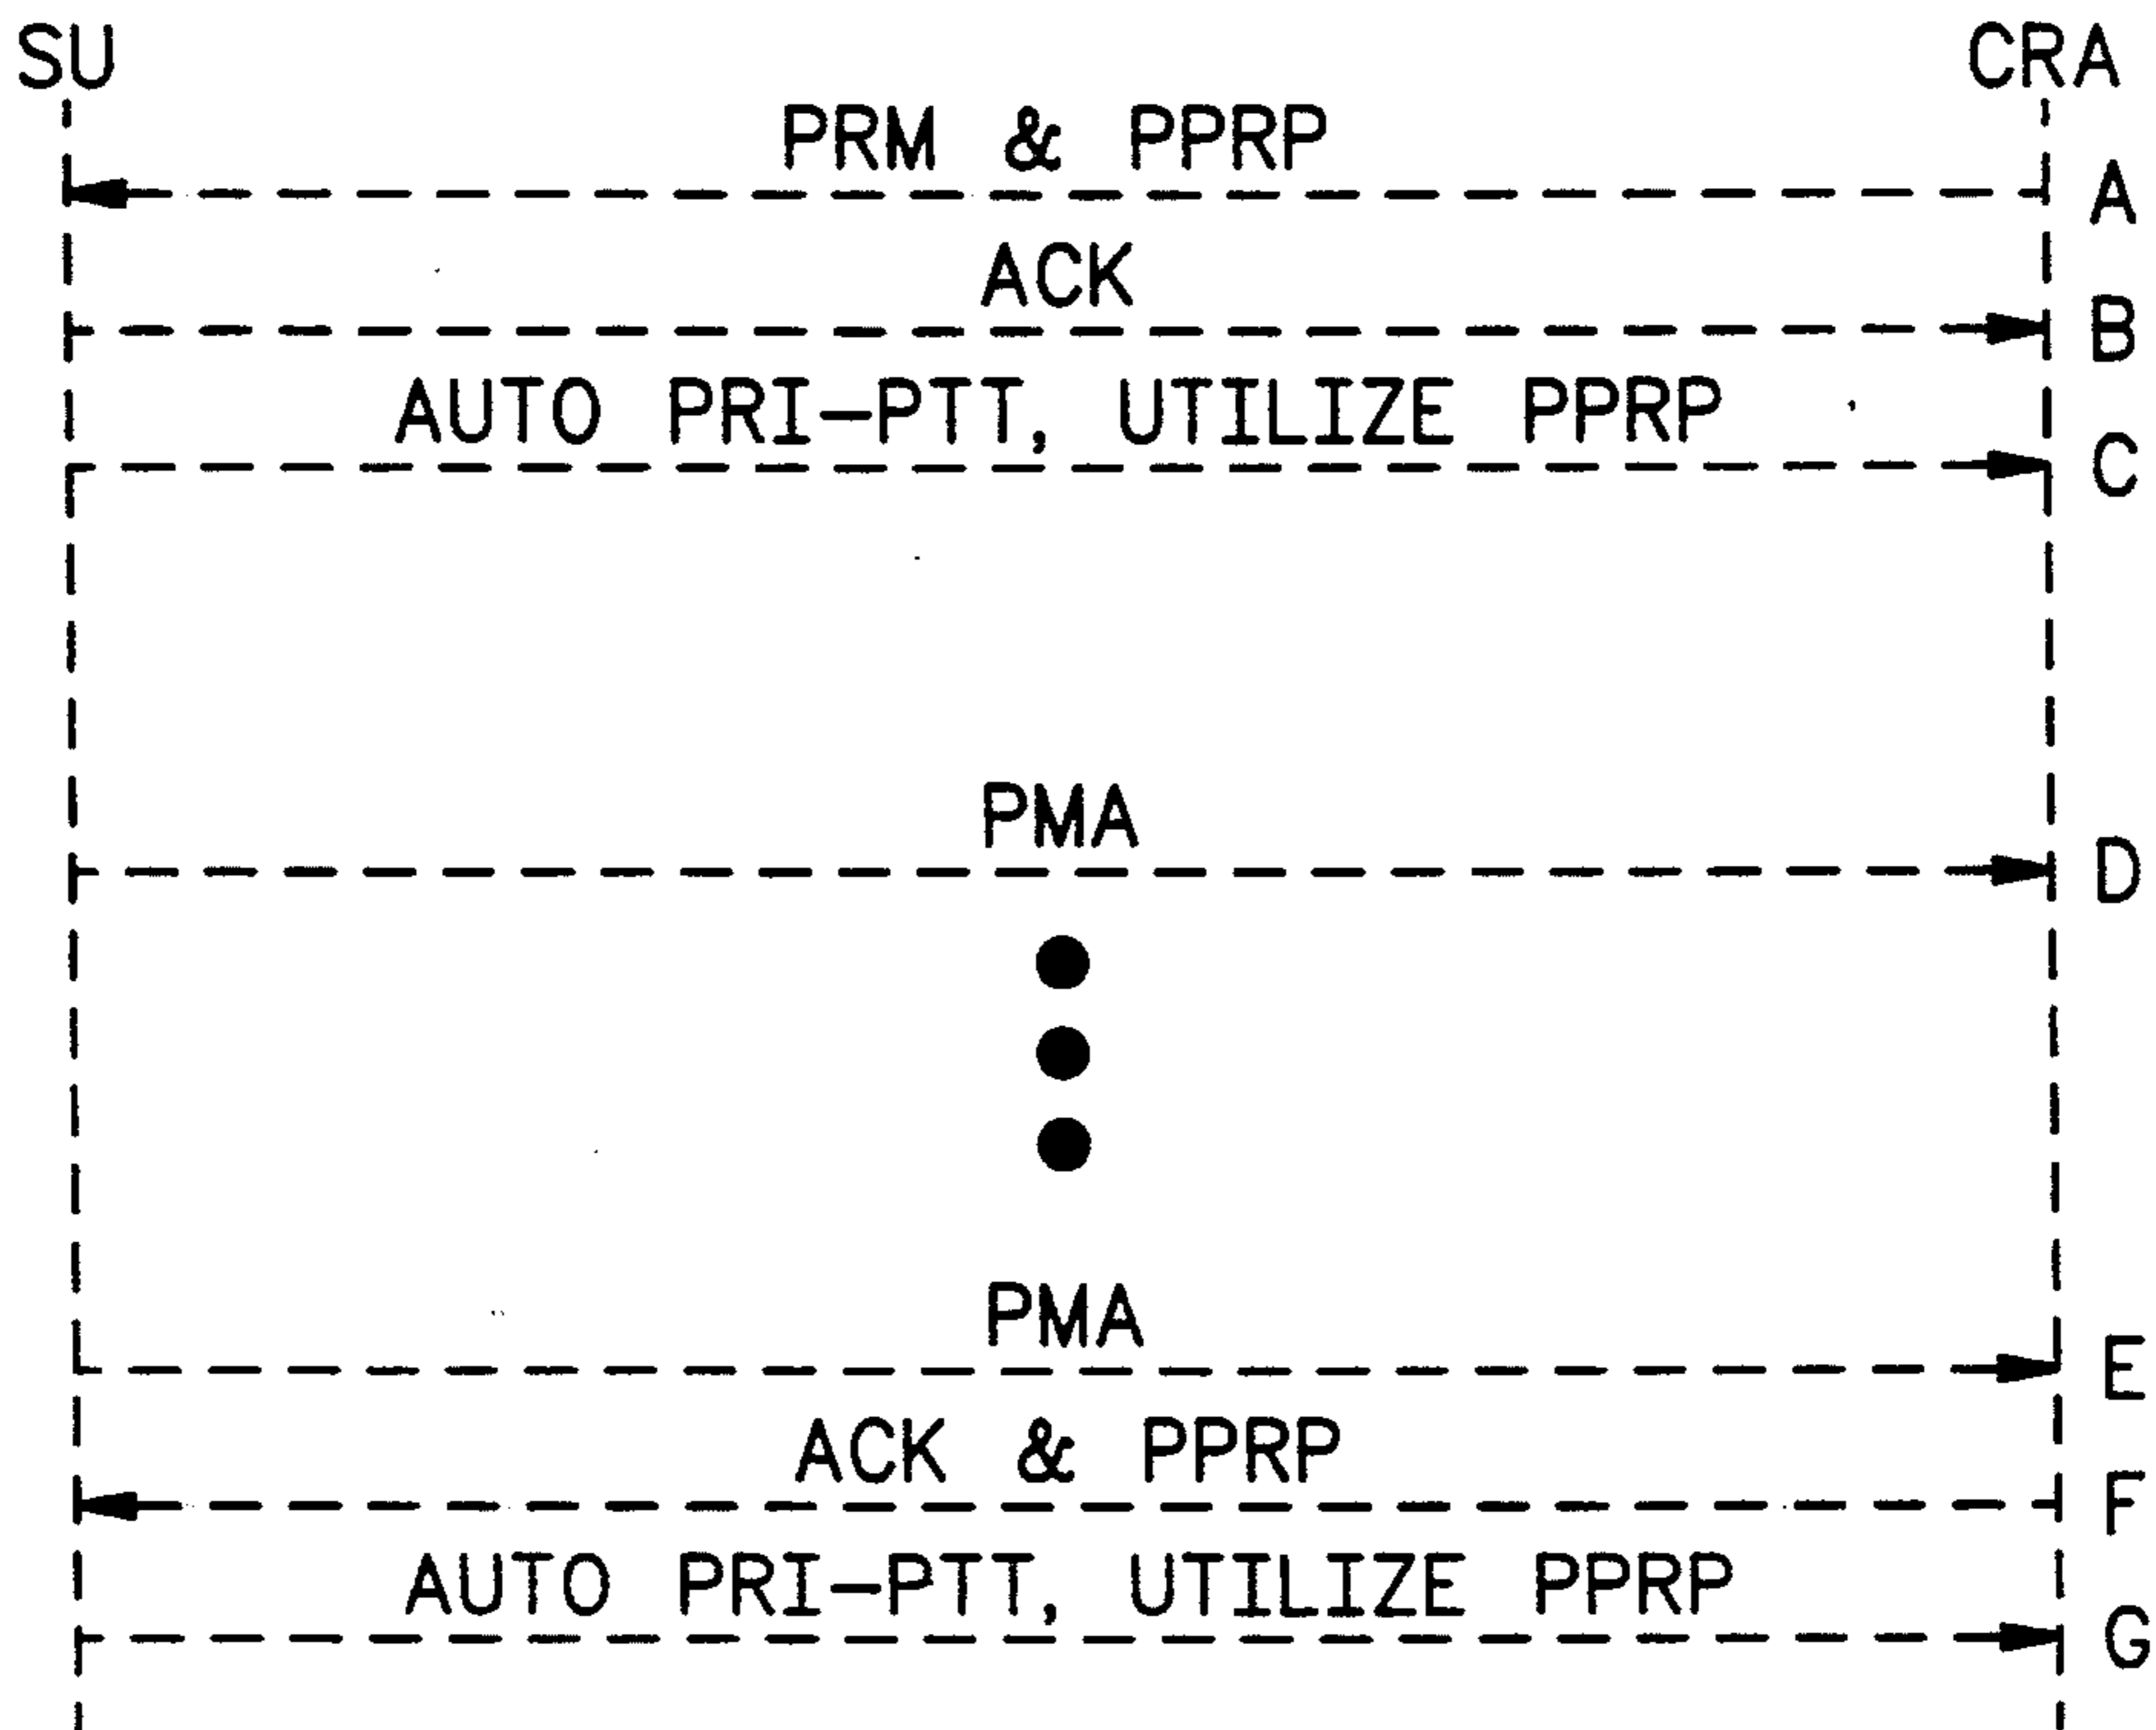 SU CRA
PRM & PPRP
A
ACK
B
AUTO PRI-PTT, UTILIZE PPRP
C
PMA
D
PMA
E
ACK & PPRP
F
AUTO PRI-PTT, UTILIZE PPRP
G